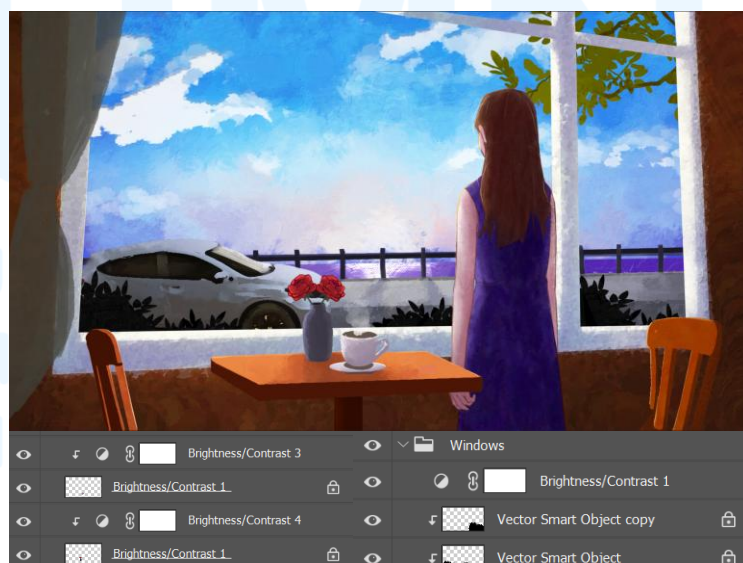 Brightness/Contrast 3
Brightness/Contrast 1
Brightness/Contrast 4
Brightness/Contrast 1
Windows
Brightness/Contrast 1
Vector Smart Object copy
Vector Smart Object